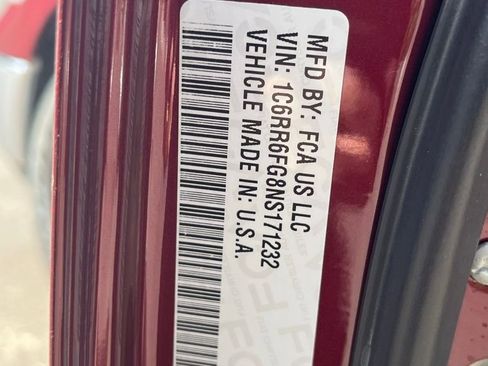 MFD BY: FCA US LLC
VIN: 1C6RR6FG8NS171232
VEHICLE MADE IN: U.S.A.